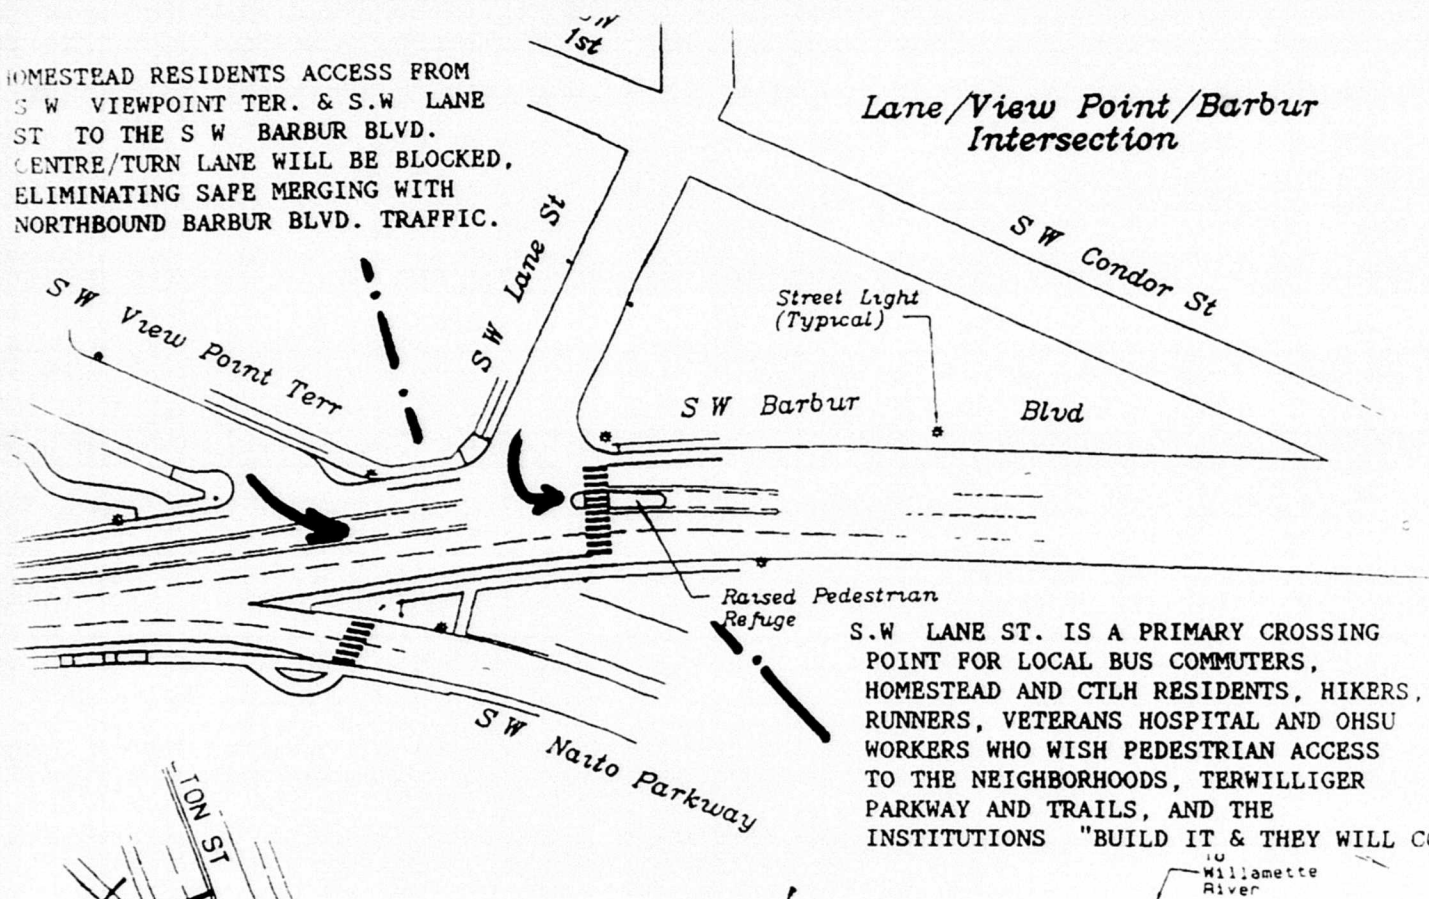 1st
Lane/View Point/Barbur
Intersection
HOMESTEAD RESIDENTS ACCESS FROM
S W VIEWPOINT TER. & S.W LANE
ST TO THE S W BARBUR BLVD.
CENTRE/TURN LANE WILL BE BLOCKED,
ELIMINATING SAFE MERGING WITH
NORTHBOUND BARBUR BLVD. TRAFFIC.
S W Lane St
S W Condor St
S W View Point Terr
Street Light
(Typical)
S W Barbur Blvd
Raised Pedestrian
Refuge
S.W LANE ST. IS A PRIMARY CROSSING
POINT FOR LOCAL BUS COMMUTERS,
HOMESTEAD AND CTLH RESIDENTS, HIKERS,
RUNNERS, VETERANS HOSPITAL AND OHSU
WORKERS WHO WISH PEDESTRIAN ACCESS
TO THE NEIGHBORHOODS, TERWILLIGER
PARKWAY AND TRAILS, AND THE
INSTITUTIONS "BUILD IT & THEY WILL
S W Naito Parkway
TON ST
Willamette
River